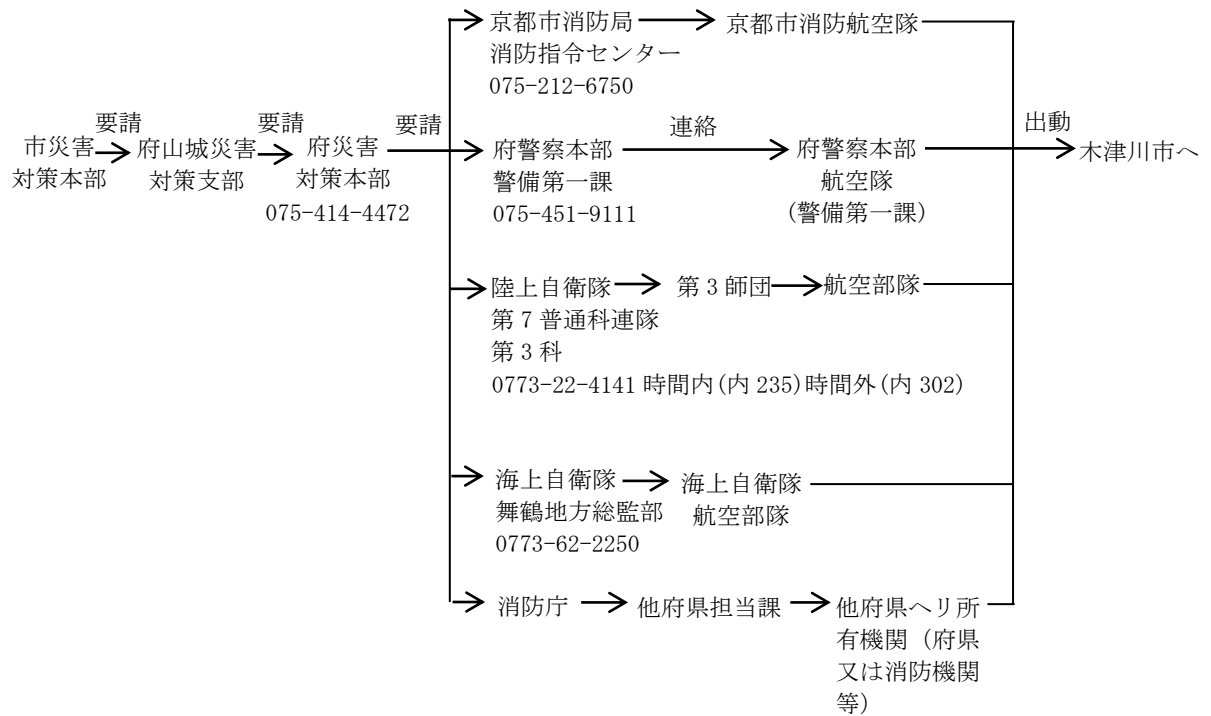 要請
市災害
対策本部
要請
府山城災害
対策支部
要請
府災害
対策本部
075-414-4472
京都市消防局
消防指令センター
075-212-6750
京都市消防航空隊
府警察本部
警備第一課
075-451-9111
連絡
府警察本部
航空隊
（警備第一課）
陸上自衛隊
第７普通科連隊
第３科
0773-22-4141 時間内(内 235)時間外(内 302)
第３師団
航空部隊
海上自衛隊
舞鶴地方総監部
0773-62-2250
海上自衛隊
航空部隊
消防庁
他府県担当課
他府県ヘリ所
有機関（府県
又は消防機関
等）
出動
木津川市へ